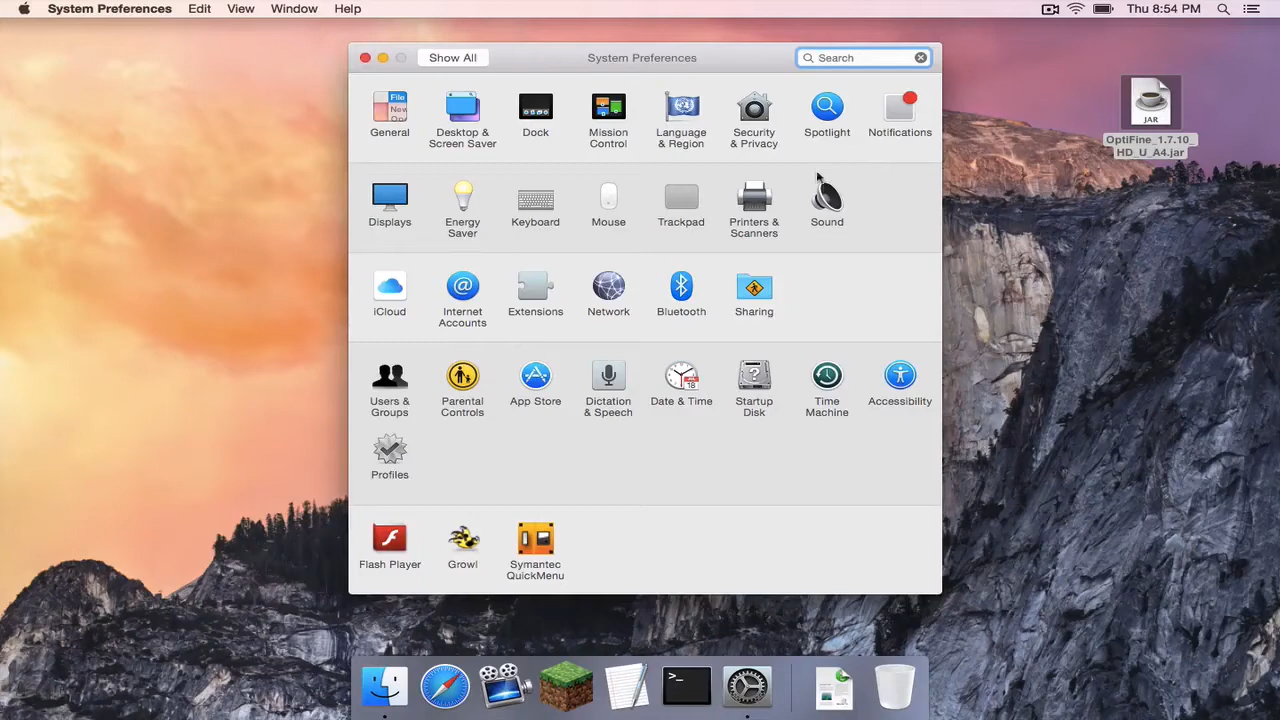 System Preferences Edit View Window Help Thu 8:54 PM
Show All System Preferences Search
General Desktop & Screen Saver Dock Mission Control Language & Region Security & Privacy Spotlight Notifications
Displays Energy Saver Keyboard Mouse Trackpad Printers & Scanners Sound
iCloud Internet Accounts Extensions Network Bluetooth Sharing
Users & Groups Parental Controls App Store Dictation & Speech Date & Time Startup Disk Time Machine Accessibility
Profiles
Flash Player Growl Symantec QuickMenu
JAR
OptiFine_1.7.10_
HD_U_A4.jar